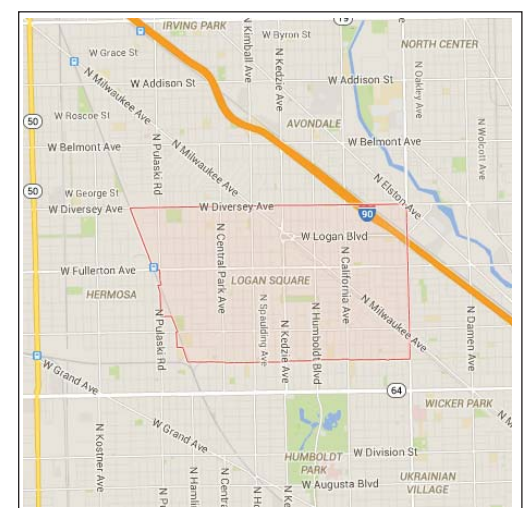 IRVING PARK
19
N Kimball Ave
W Byron St
N Kedzie Ave
NORTH CENTER
W Grace St
N Milwaukee Ave
W Addison St
W Addison St
N Oakley Ave
50
W Roscoe St
N Pulaski Rd
AVONDALE
N Wolcott Ave
W Belmont Ave
W Belmont Ave
N Milwaukee Ave
50
W George St
N Elston Ave
W Diversey Ave
W Diversey Ave
90
W Logan Blvd
N Central Park Ave
N California Ave
W Fullerton Ave
LOGAN SQUARE
HERMOSA
N Spaulding Ave
N Humboldt Blvd
N Milwaukee Ave
N Pulaski Rd
N Kedzie Ave
N Damen Ave
W Grand Ave
64
WICKER PARK
N Kostner Ave
W Grand Ave
W Division St
HUMBOLDT
PARK
N Hamlin
N Centra
UKRAINIAN
VILLAGE
W Augusta Blvd